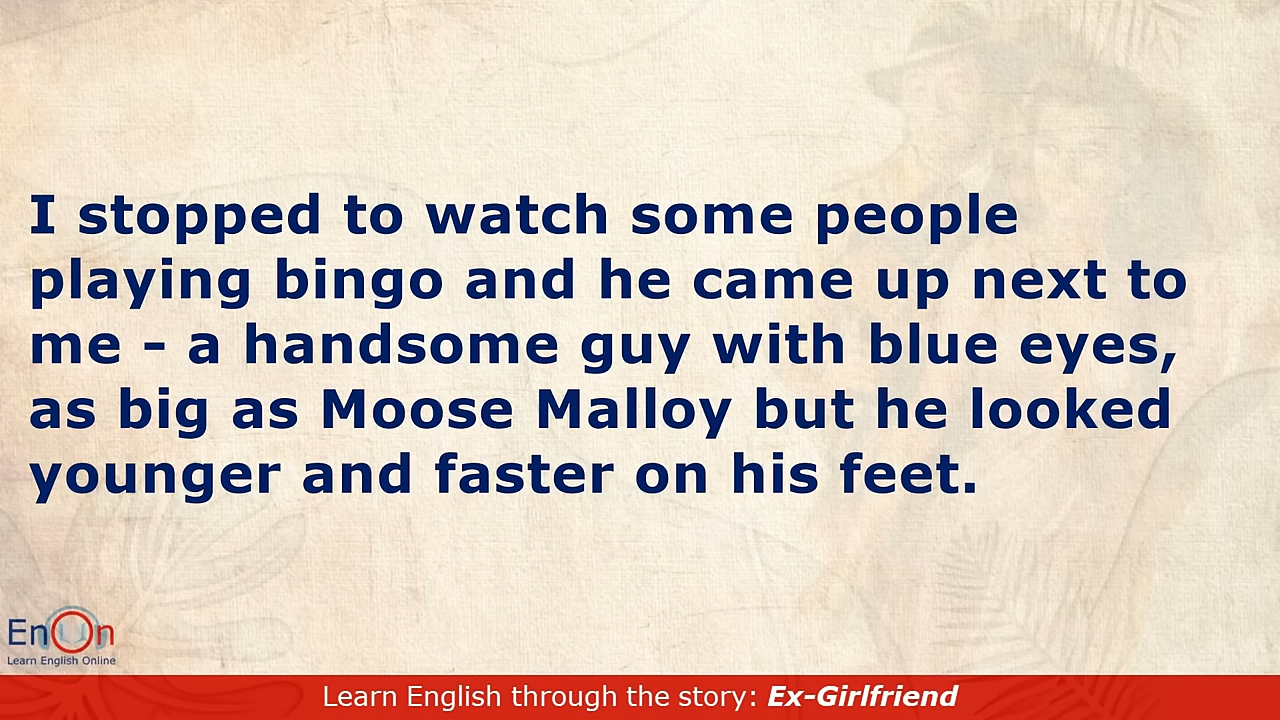 I stopped to watch some people
playing bingo and he came up next to
me - a handsome guy with blue eyes,
as big as Moose Malloy but he looked
younger and faster on his feet.
EnOn
Learn English Online
Learn English through the story: Ex-Girlfriend